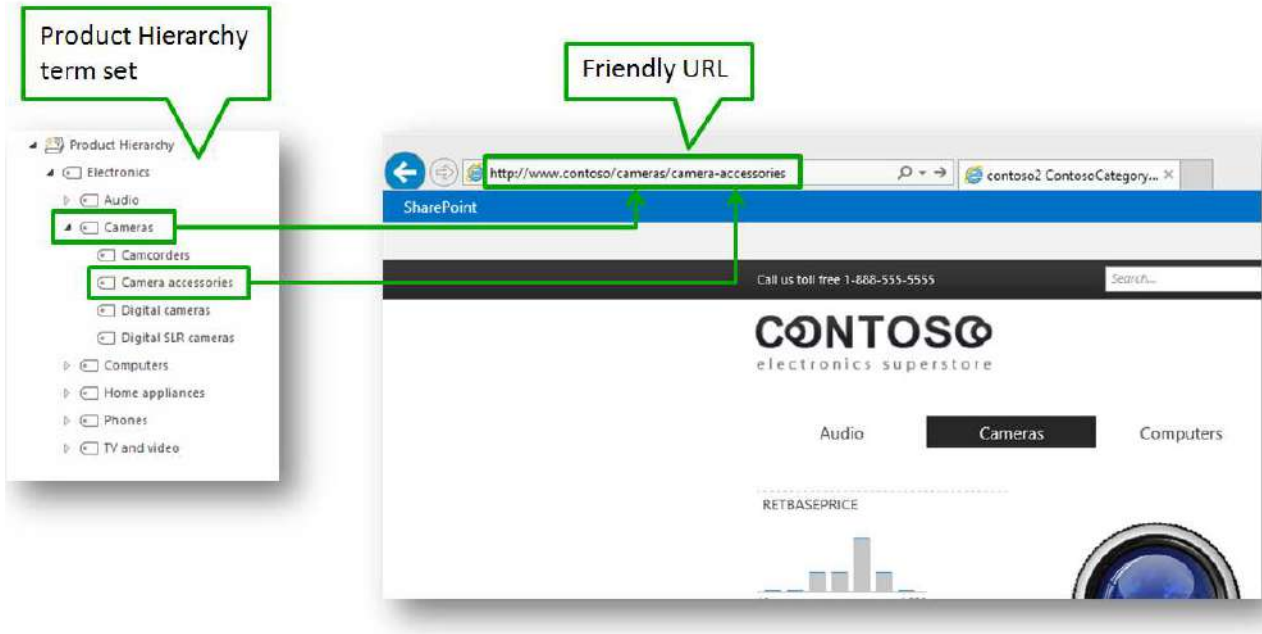 Product Hierarchy
term set
Friendly URL
Product Hierarchy
Electronics
Audio
Cameras
Camcorders
Camera accessories
Digital cameras
Digital SLR cameras
Computers
Home appliances
Phones
TV and video
http://www.contoso/cameras/camera-accessories
contoso2 ContosoCategory...
SharePoint
Call us toll free 1-888-555-5555
Search...
CONTOSO
electronics superstore
Audio Cameras Computers
RETBASEPRICE